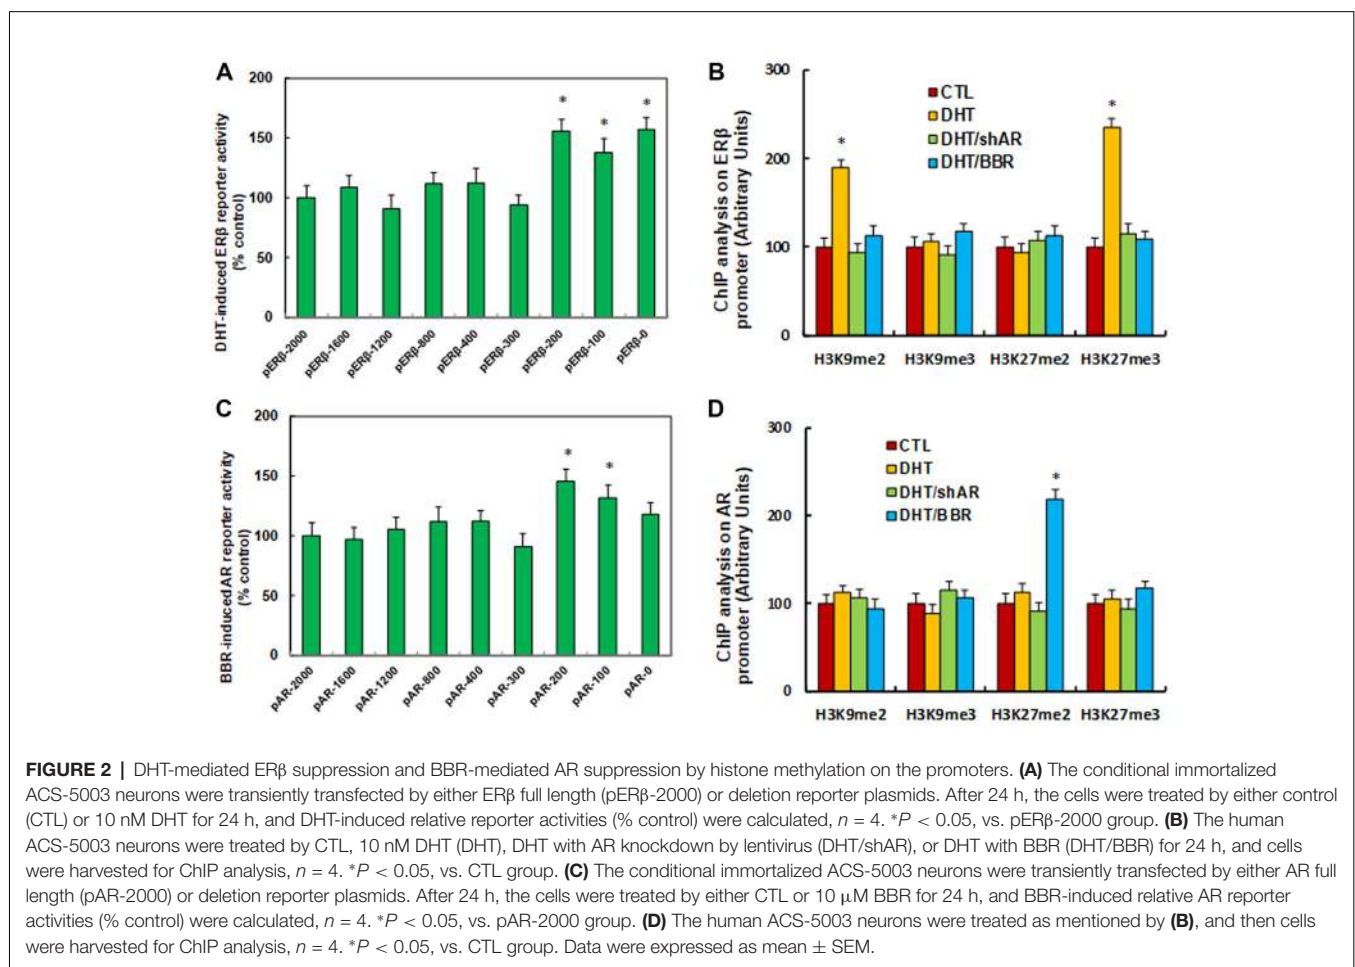 A
200
150
100
50
0
DHT-induced ERβ reporter activity
(% control)
*
*
*
pERβ-2000
pERβ-1600
pERβ-1200
pERβ-800
pERβ-400
pERβ-300
pERβ-200
pERβ-100
pERβ-0
B
300
200
100
0
ChIP analysis on ERβ
promoter (Arbitrary Units)
CTL
DHT
DHT/shAR
DHT/BBR
*
*
H3K9me2
H3K9me3
H3K27me2
H3K27me3
C
200
150
100
50
0
BBR-induced AR reporter activity
(% control)
*
*
pAR-2000
pAR-1600
pAR-1200
pAR-800
pAR-400
pAR-300
pAR-200
pAR-100
pAR-0
D
300
200
100
0
ChIP analysis on AR
promoter (Arbitrary Units)
CTL
DHT
DHT/shAR
DHT/BBR
*
H3K9me2
H3K9me3
H3K27me2
H3K27me3
FIGURE 2 | DHT-mediated ERβ suppression and BBR-mediated AR suppression by histone methylation on the promoters. (A) The conditional immortalized
ACS-5003 neurons were transiently transfected by either ERβ full length (pERβ-2000) or deletion reporter plasmids. After 24 h, the cells were treated by either control
(CTL) or 10 nM DHT for 24 h, and DHT-induced relative reporter activities (% control) were calculated, n = 4. *P < 0.05, vs. pERβ-2000 group. (B) The human
ACS-5003 neurons were treated by CTL, 10 nM DHT (DHT), DHT with AR knockdown by lentivirus (DHT/shAR), or DHT with BBR (DHT/BBR) for 24 h, and cells
were harvested for ChIP analysis, n = 4. *P < 0.05, vs. CTL group. (C) The conditional immortalized ACS-5003 neurons were transiently transfected by either AR full
length (pAR-2000) or deletion reporter plasmids. After 24 h, the cells were treated by either CTL or 10 μM BBR for 24 h, and BBR-induced relative AR reporter
activities (% control) were calculated, n = 4. *P < 0.05, vs. pAR-2000 group. (D) The human ACS-5003 neurons were treated as mentioned by (B), and then cells
were harvested for ChIP analysis, n = 4. *P < 0.05, vs. CTL group. Data were expressed as mean ± SEM.